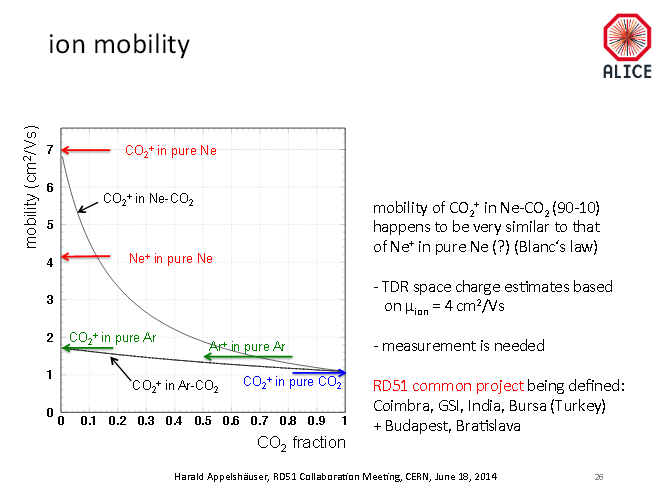 ion mobility
ALICE
mobility (cm²/Vs)
7
6
5
4
3
2
1
0
CO₂⁺ in pure Ne
CO₂⁺ in Ne-CO₂
Ne⁺ in pure Ne
CO₂⁺ in pure Ar
Ar⁺ in pure Ar
CO₂⁺ in Ar-CO₂
CO₂⁺ in pure CO₂
0 0.1 0.2 0.3 0.4 0.5 0.6 0.7 0.8 0.9 1
CO₂ fraction
mobility of CO₂⁺ in Ne-CO₂ (90-10)
happens to be very similar to that
of Ne⁺ in pure Ne (?) (Blanc‘s law)
- TDR space charge estimates based
on μᵢₒₙ = 4 cm²/Vs
- measurement is needed
RD51 common project being defined:
Coimbra, GSI, India, Bursa (Turkey)
+ Budapest, Bratislava
Harald Appelshäuser, RD51 Collaboration Meeting, CERN, June 18, 2014
26